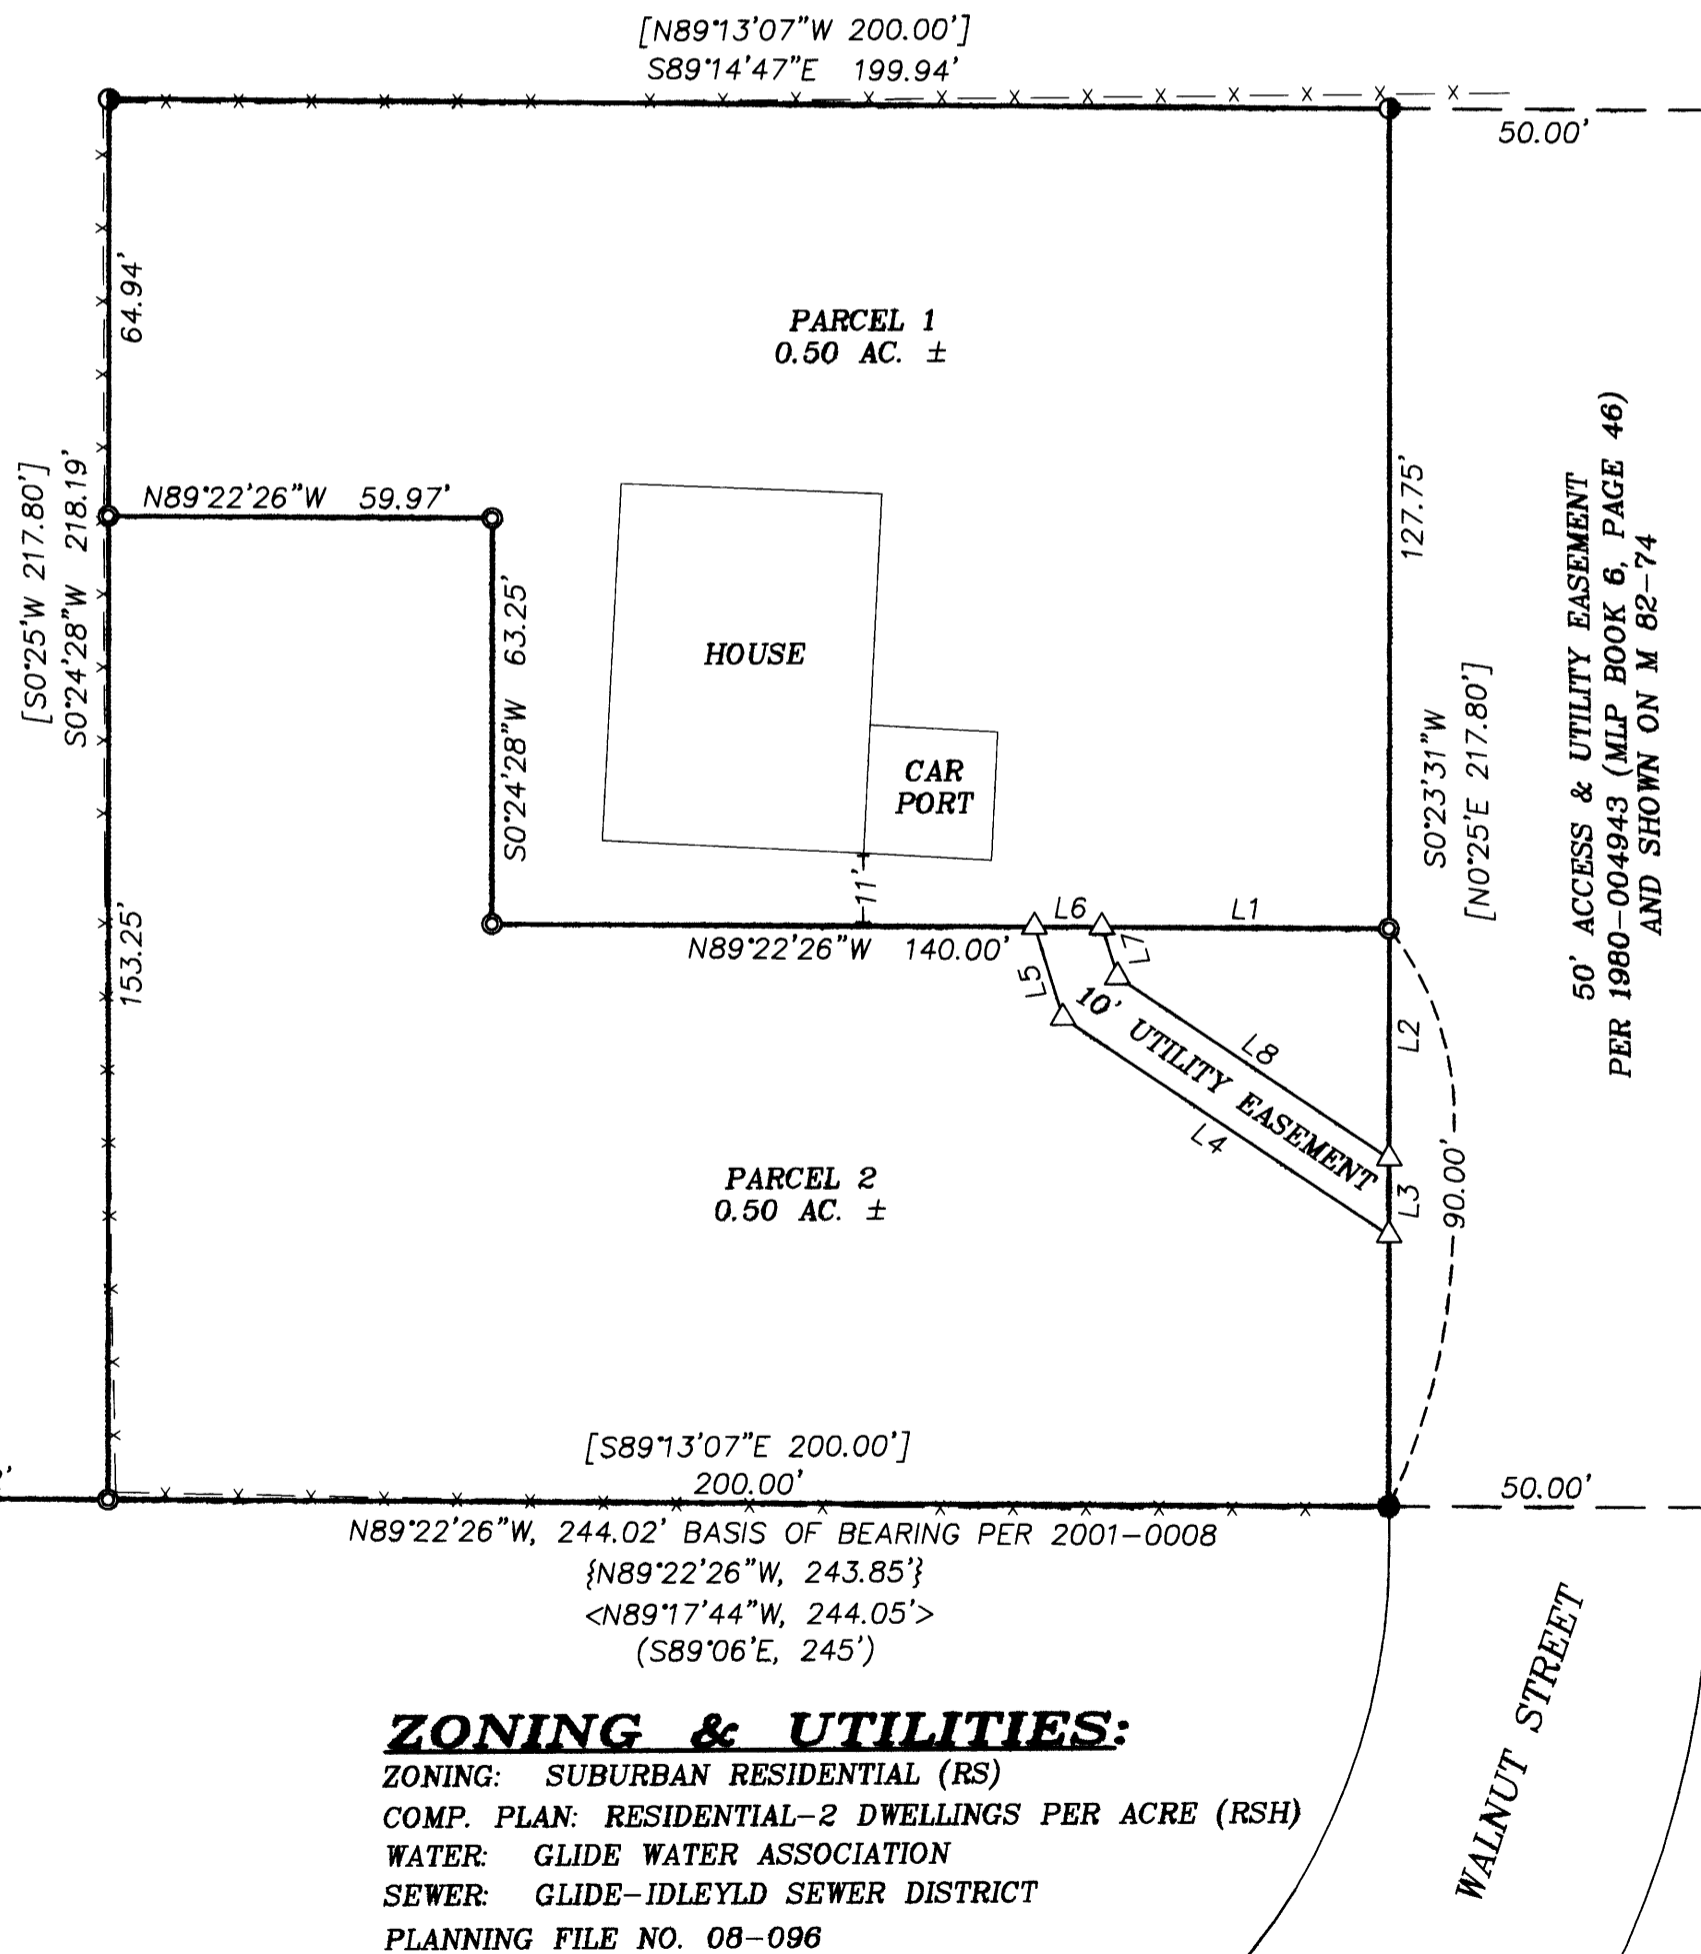 [N89°13'07"W 200.00']
S89°14'47"E 199.94'
50.00'
64.94'
PARCEL 1
0.50 AC. ±
[S0°25'W 217.80']
S0°24'28"W 218.19'
N89°22'26"W 59.97'
S0°24'28"W 63.25'
HOUSE
CAR
PORT
11'
127.75'
S0°23'31"W
[N0°25'E 217.80']
50' ACCESS & UTILITY EASEMENT
PER 1980-004943 (MLP BOOK 6, PAGE 46)
AND SHOWN ON M 82-74
L6
L1
N89°22'26"W 140.00'
L7
L5
153.25'
10' UTILITY EASEMENT
L8
L2
L4
L3
90.00'
PARCEL 2
0.50 AC. ±
[S89°13'07"E 200.00']
200.00'
50.00'
N89°22'26"W, 244.02' BASIS OF BEARING PER 2001-0008
{N89°22'26"W, 243.85'}
<N89°17'44"W, 244.05'>
(S89°06'E, 245')
WALNUT STREET
ZONING & UTILITIES:
ZONING: SUBURBAN RESIDENTIAL (RS)
COMP. PLAN: RESIDENTIAL-2 DWELLINGS PER ACRE (RSH)
WATER: GLIDE WATER ASSOCIATION
SEWER: GLIDE-IDLEYLD SEWER DISTRICT
PLANNING FILE NO. 08-096